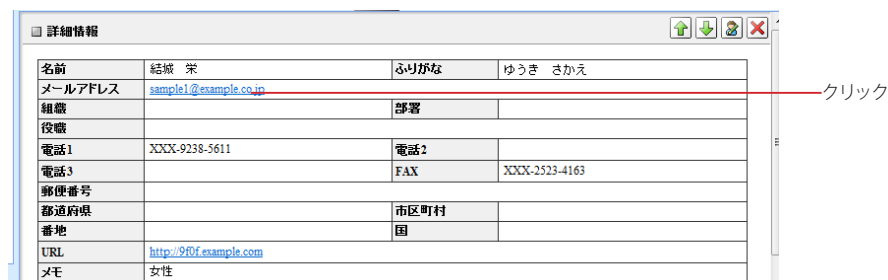 詳細情報
名前 結城 栄 ふりがな ゆうき さかえ
メールアドレス sample1@example.co.jp クリック
組織 部署
役職
電話1 XXX-9238-5611 電話2
電話3 FAX XXX-2523-4163
郵便番号
都道府県 市区町村
番地 国
URL http://9f0f.example.com
メモ 女性